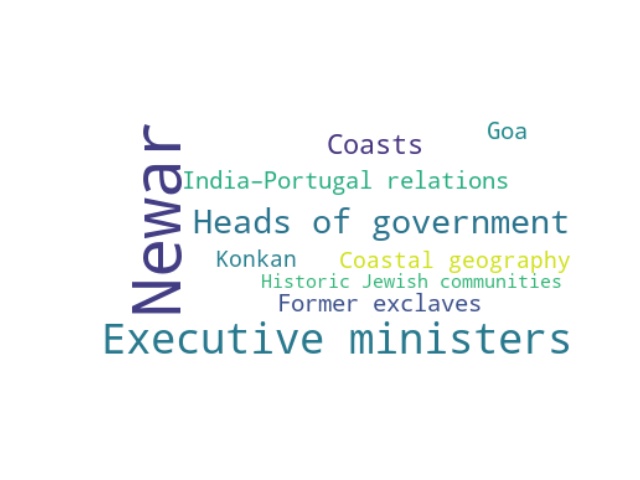 Newar
Goa
Coasts
India–Portugal relations
Heads of government
Konkan
Coastal geography
Historic Jewish communities
Former exclaves
Executive ministers